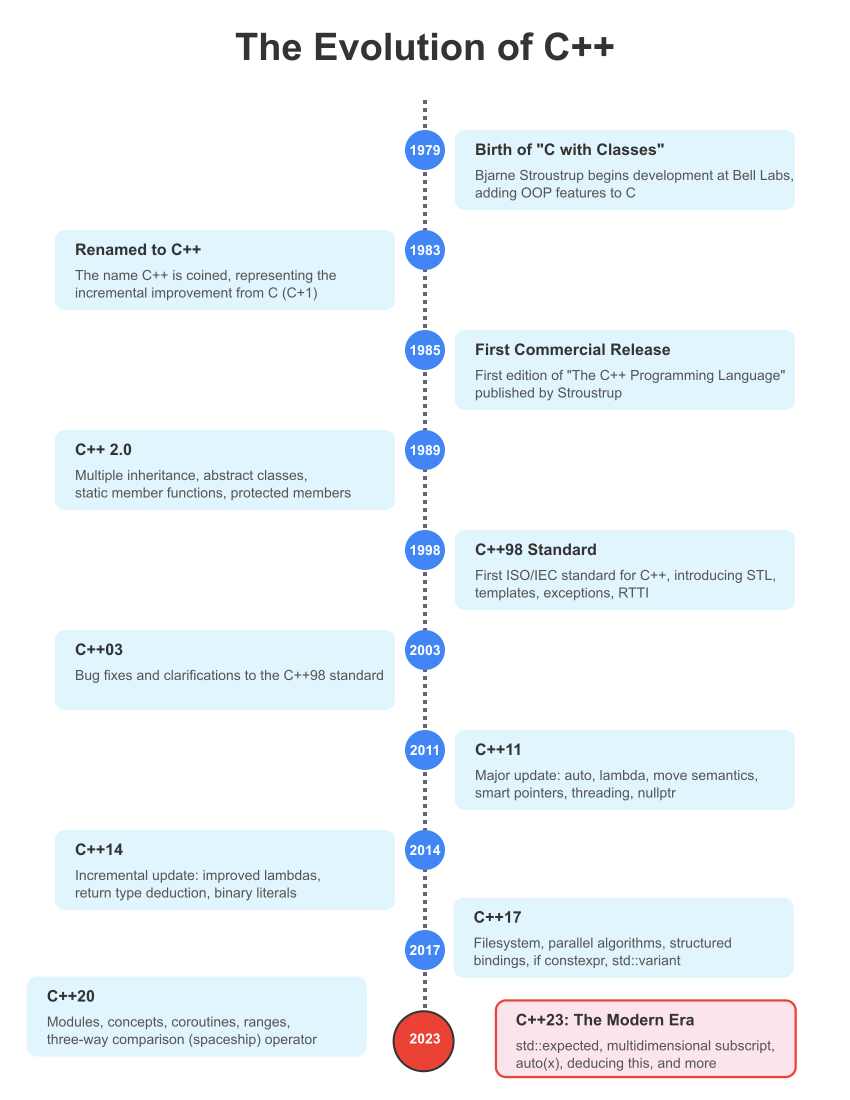 The Evolution of C++
1979
Birth of "C with Classes"
Bjarne Stroustrup begins development at Bell Labs,
adding OOP features to C
Renamed to C++
The name C++ is coined, representing the
incremental improvement from C (C+1)
1983
1985
First Commercial Release
First edition of "The C++ Programming Language"
published by Stroustrup
C++ 2.0
Multiple inheritance, abstract classes,
static member functions, protected members
1989
1998
C++98 Standard
First ISO/IEC standard for C++, introducing STL,
templates, exceptions, RTTI
C++03
Bug fixes and clarifications to the C++98 standard
2003
2011
C++11
Major update: auto, lambda, move semantics,
smart pointers, threading, nullptr
C++14
Incremental update: improved lambdas,
return type deduction, binary literals
2014
2017
C++17
Filesystem, parallel algorithms, structured
bindings, if constexpr, std::variant
C++20
Modules, concepts, coroutines, ranges,
three-way comparison (spaceship) operator
2023
C++23: The Modern Era
std::expected, multidimensional subscript,
auto(x), deducing this, and more